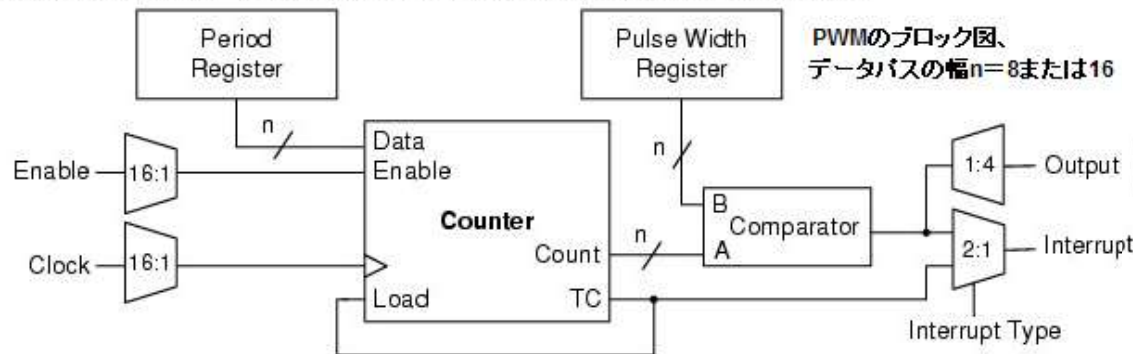 Period
Register
Pulse Width
Register
PWMのブロック図、
データパスの幅n=8または16
n
n
Data
Enable
Enable
16:1
Counter
B
Comparator
A
1:4
Output
Clock
16:1
Count
n
2:1
Interrupt
Load
TC
Interrupt Type